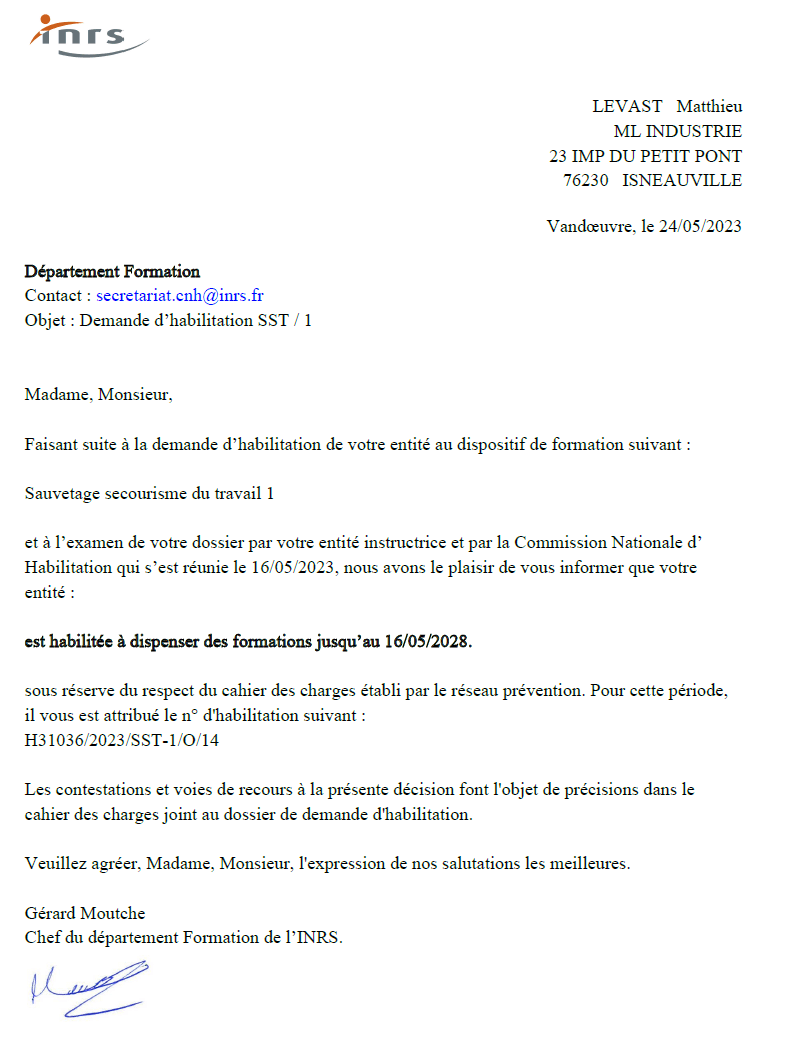 inrs
LEVAST Matthieu
ML INDUSTRIE
23 IMP DU PETIT PONT
76230 ISNEAUVILLE
Vandœuvre, le 24/05/2023
Département Formation
Contact : secretariat.cnh@inrs.fr
Objet : Demande d’habilitation SST / 1
Madame, Monsieur,
Faisant suite à la demande d’habilitation de votre entité au dispositif de formation suivant :
Sauvetage secourisme du travail 1
et à l’examen de votre dossier par votre entité instructrice et par la Commission Nationale d’
Habilitation qui s’est réunie le 16/05/2023, nous avons le plaisir de vous informer que votre
entité :
est habilitée à dispenser des formations jusqu’au 16/05/2028.
sous réserve du respect du cahier des charges établi par le réseau prévention. Pour cette période,
il vous est attribué le n° d'habilitation suivant :
H31036/2023/SST-1/O/14
Les contestations et voies de recours à la présente décision font l'objet de précisions dans le
cahier des charges joint au dossier de demande d'habilitation.
Veuillez agréer, Madame, Monsieur, l'expression de nos salutations les meilleures.
Gérard Moutche
Chef du département Formation de l’INRS.